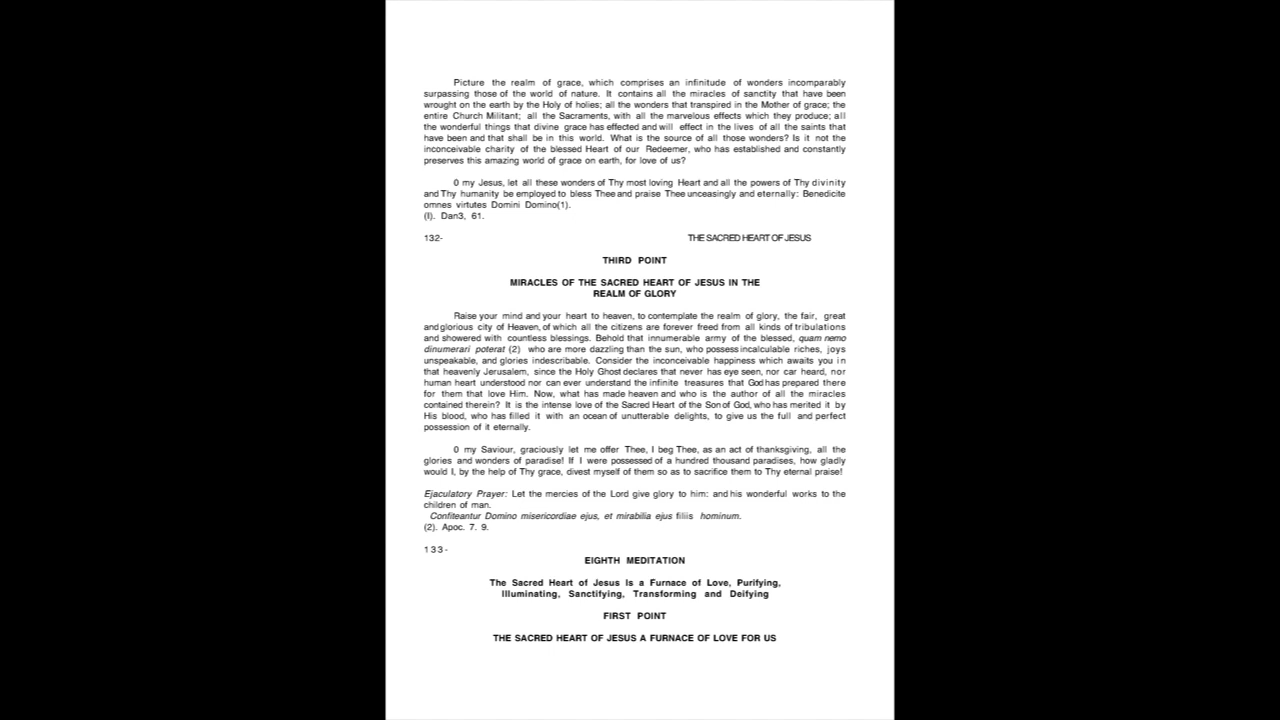 Picture the realm of grace, which comprises an infinitude of wonders incomparably
surpassing those of the world of nature. It contains all the miracles of sanctity that have been
wrought on the earth by the Holy of holies; all the wonders that transpired in the Mother of grace; the
entire Church Militant; all the Sacraments, with all the marvelous effects which they produce; all
the wonderful things that divine grace has effected and will effect in the lives of all the saints that
have been and that shall be in this world. What is the source of all those wonders? Is it not the
inconceivable charity of the blessed Heart of our Redeemer, who has established and constantly
preserves this amazing world of grace on earth, for love of us?
0 my Jesus, let all these wonders of Thy most loving Heart and all the powers of Thy divinity
and Thy humanity be employed to bless Thee and praise Thee unceasingly and eternally: Benedicite
omnes virtutes Domini Domino(1).
(I). Dan3, 61.
132- THE SACRED HEART OF JESUS
THIRD POINT
MIRACLES OF THE SACRED HEART OF JESUS IN THE
REALM OF GLORY
Raise your mind and your heart to heaven, to contemplate the realm of glory, the fair, great
and glorious city of Heaven, of which all the citizens are forever freed from all kinds of tribulations
and showered with countless blessings. Behold that innumerable army of the blessed, quam nemo
dinumerari poterat (2) who are more dazzling than the sun, who possess incalculable riches, joys
unspeakable, and glories indescribable. Consider the inconceivable happiness which awaits you in
that heavenly Jerusalem, since the Holy Ghost declares that never has eye seen, nor car heard, nor
human heart understood nor can ever understand the infinite treasures that God has prepared there
for them that love Him. Now, what has made heaven and who is the author of all the miracles
contained therein? It is the intense love of the Sacred Heart of the Son of God, who has merited it by
His blood, who has filled it with an ocean of unutterable delights, to give us the full and perfect
possession of it eternally.
0 my Saviour, graciously let me offer Thee, I beg Thee, as an act of thanksgiving, all the
glories and wonders of paradise! If I were possessed of a hundred thousand paradises, how gladly
would I, by the help of Thy grace, divest myself of them so as to sacrifice them to Thy eternal praise!
Ejaculatory Prayer: Let the mercies of the Lord give glory to him: and his wonderful works to the
children of man.
Confiteantur Domino misericordiae ejus, et mirabilia ejus filiis hominum.
(2). Apoc. 7. 9.
133-
EIGHTH MEDITATION
The Sacred Heart of Jesus Is a Furnace of Love, Purifying,
Illuminating, Sanctifying, Transforming and Deifying
FIRST POINT
THE SACRED HEART OF JESUS A FURNACE OF LOVE FOR US